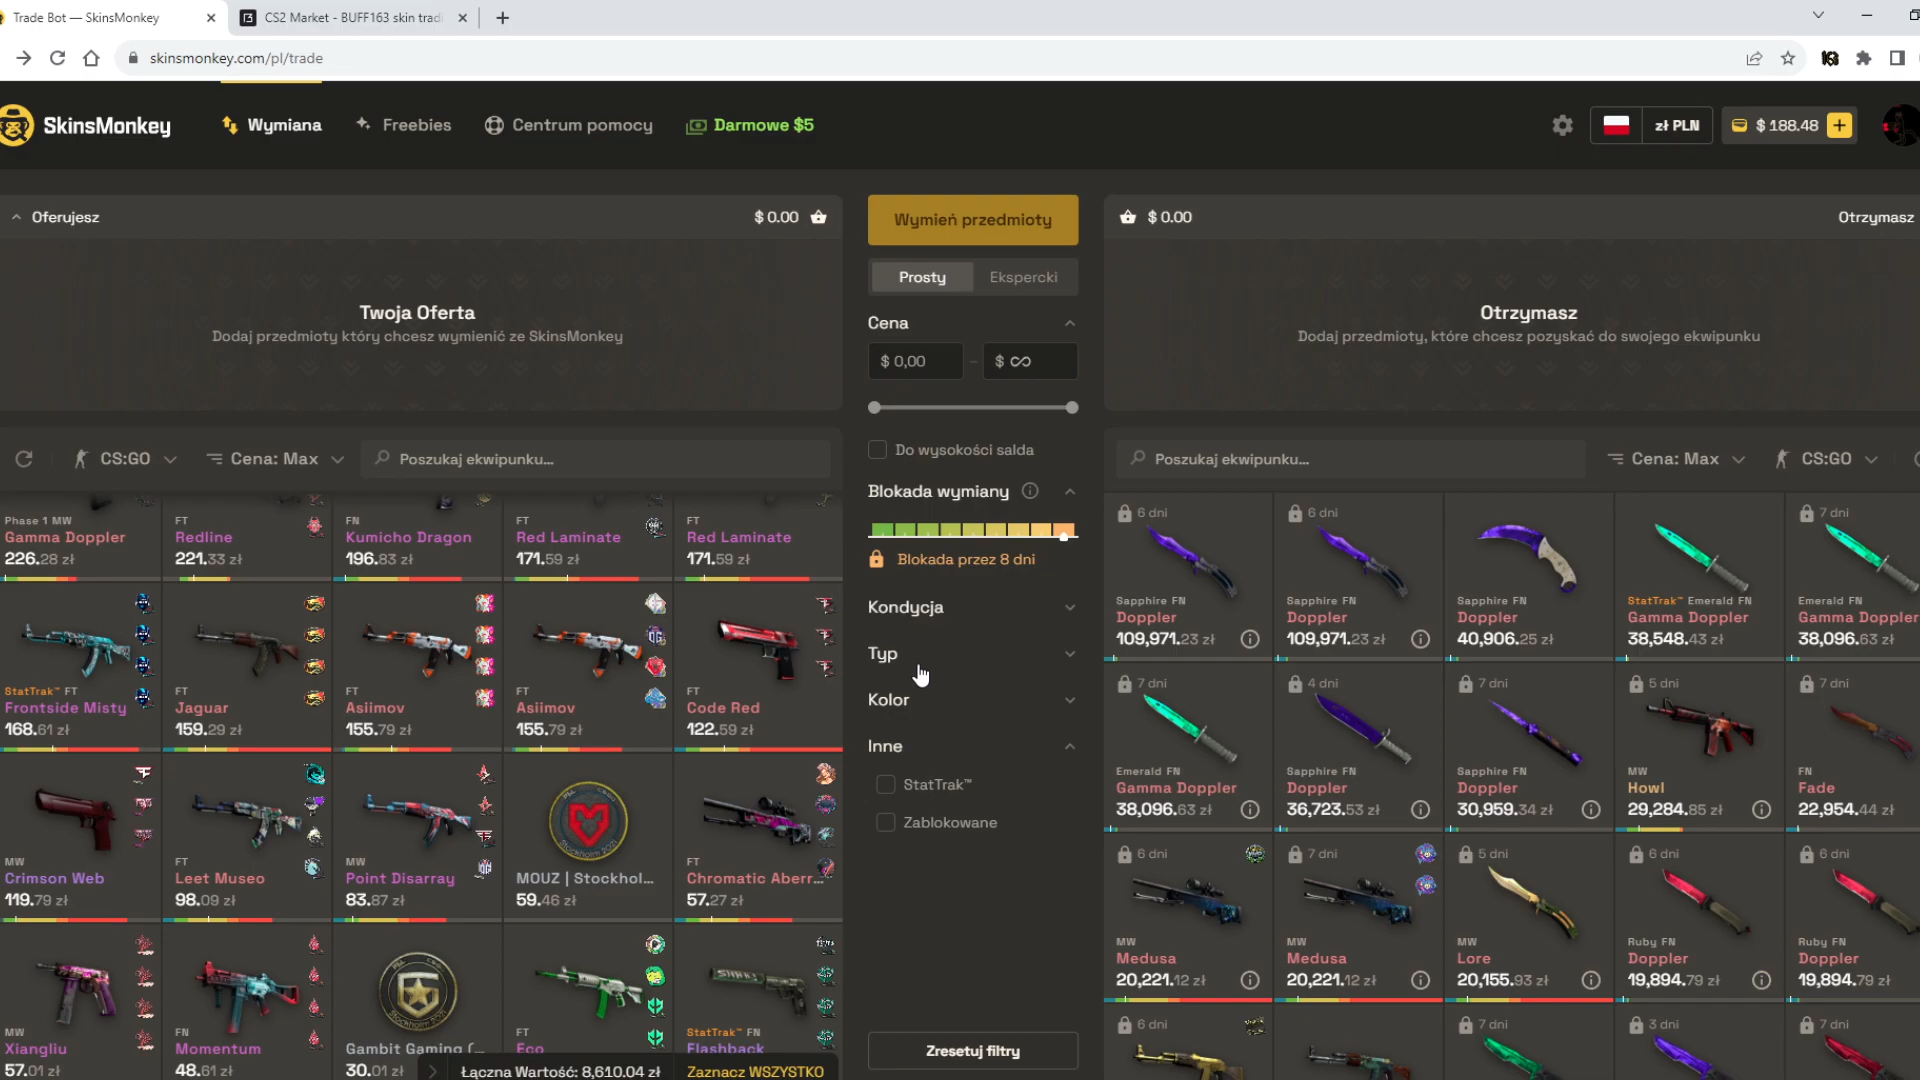 Trade Bot — SkinsMonkey
CS2 Market - BUFF163 skin tradi
skinsmonkey.com/pl/trade
SkinsMonkey
Wymiana
Freebies
Centrum pomocy
Darmowe $5
zł PLN
$ 188.48
Oferujesz
$ 0.00
Twoja Oferta
Dodaj przedmioty który chcesz wymienić ze SkinsMonkey
CS:GO
Cena: Max
Poszukaj ekwipunku...
Phase 1 MW
Gamma Doppler
226.28 zł
FT
Redline
221.33 zł
FN
Kumicho Dragon
196.83 zł
FT
Red Laminate
171.59 zł
FT
Red Laminate
171.59 zł
StatTrak™ FT
Frontside Misty
168.61 zł
FT
Jaguar
159.29 zł
FT
Asiimov
155.79 zł
FT
Asiimov
155.79 zł
FT
Code Red
122.59 zł
MW
Crimson Web
119.79 zł
FT
Leet Museo
98.09 zł
MW
Point Disarray
83.87 zł
MOUZ | Stockhol...
59.46 zł
FT
Chromatic Aberr...
57.27 zł
MW
Xiangliu
57.01 zł
FN
Momentum
48.61 zł
Gambit Gaming (...
30.01 zł
FT
Eco
StatTrak™ FN
Flashback
Łączna Wartość: 8,610.04 zł
Zaznacz WSZYSTKO
Wymień przedmioty
Prosty
Ekspercki
Cena
$ 0,00
–
$ ∞
Do wysokości salda
Blokada wymiany
Blokada przez 8 dni
Kondycja
Typ
Kolor
Inne
StatTrak™
Zablokowane
Zresetuj filtry
$ 0.00
Otrzymasz
Otrzymasz
Dodaj przedmioty, które chcesz pozyskać do swojego ekwipunku
Poszukaj ekwipunku...
Cena: Max
CS:GO
6 dni
Sapphire FN
Doppler
109,971.23 zł
6 dni
Sapphire FN
Doppler
109,971.23 zł
Sapphire FN
Doppler
40,906.25 zł
StatTrak™ Emerald FN
Gamma Doppler
38,548.43 zł
7 dni
Emerald FN
Gamma Doppler
38,096.63 zł
7 dni
Emerald FN
Gamma Doppler
38,096.63 zł
4 dni
Sapphire FN
Doppler
36,723.53 zł
7 dni
Sapphire FN
Doppler
30,959.34 zł
5 dni
MW
Howl
29,284.85 zł
7 dni
FN
Fade
22,954.44 zł
6 dni
MW
Medusa
20,221.12 zł
7 dni
MW
Medusa
20,221.12 zł
5 dni
MW
Lore
20,155.93 zł
6 dni
Ruby FN
Doppler
19,894.79 zł
6 dni
Ruby FN
Doppler
19,894.79 zł
6 dni
7 dni
3 dni
7 dni